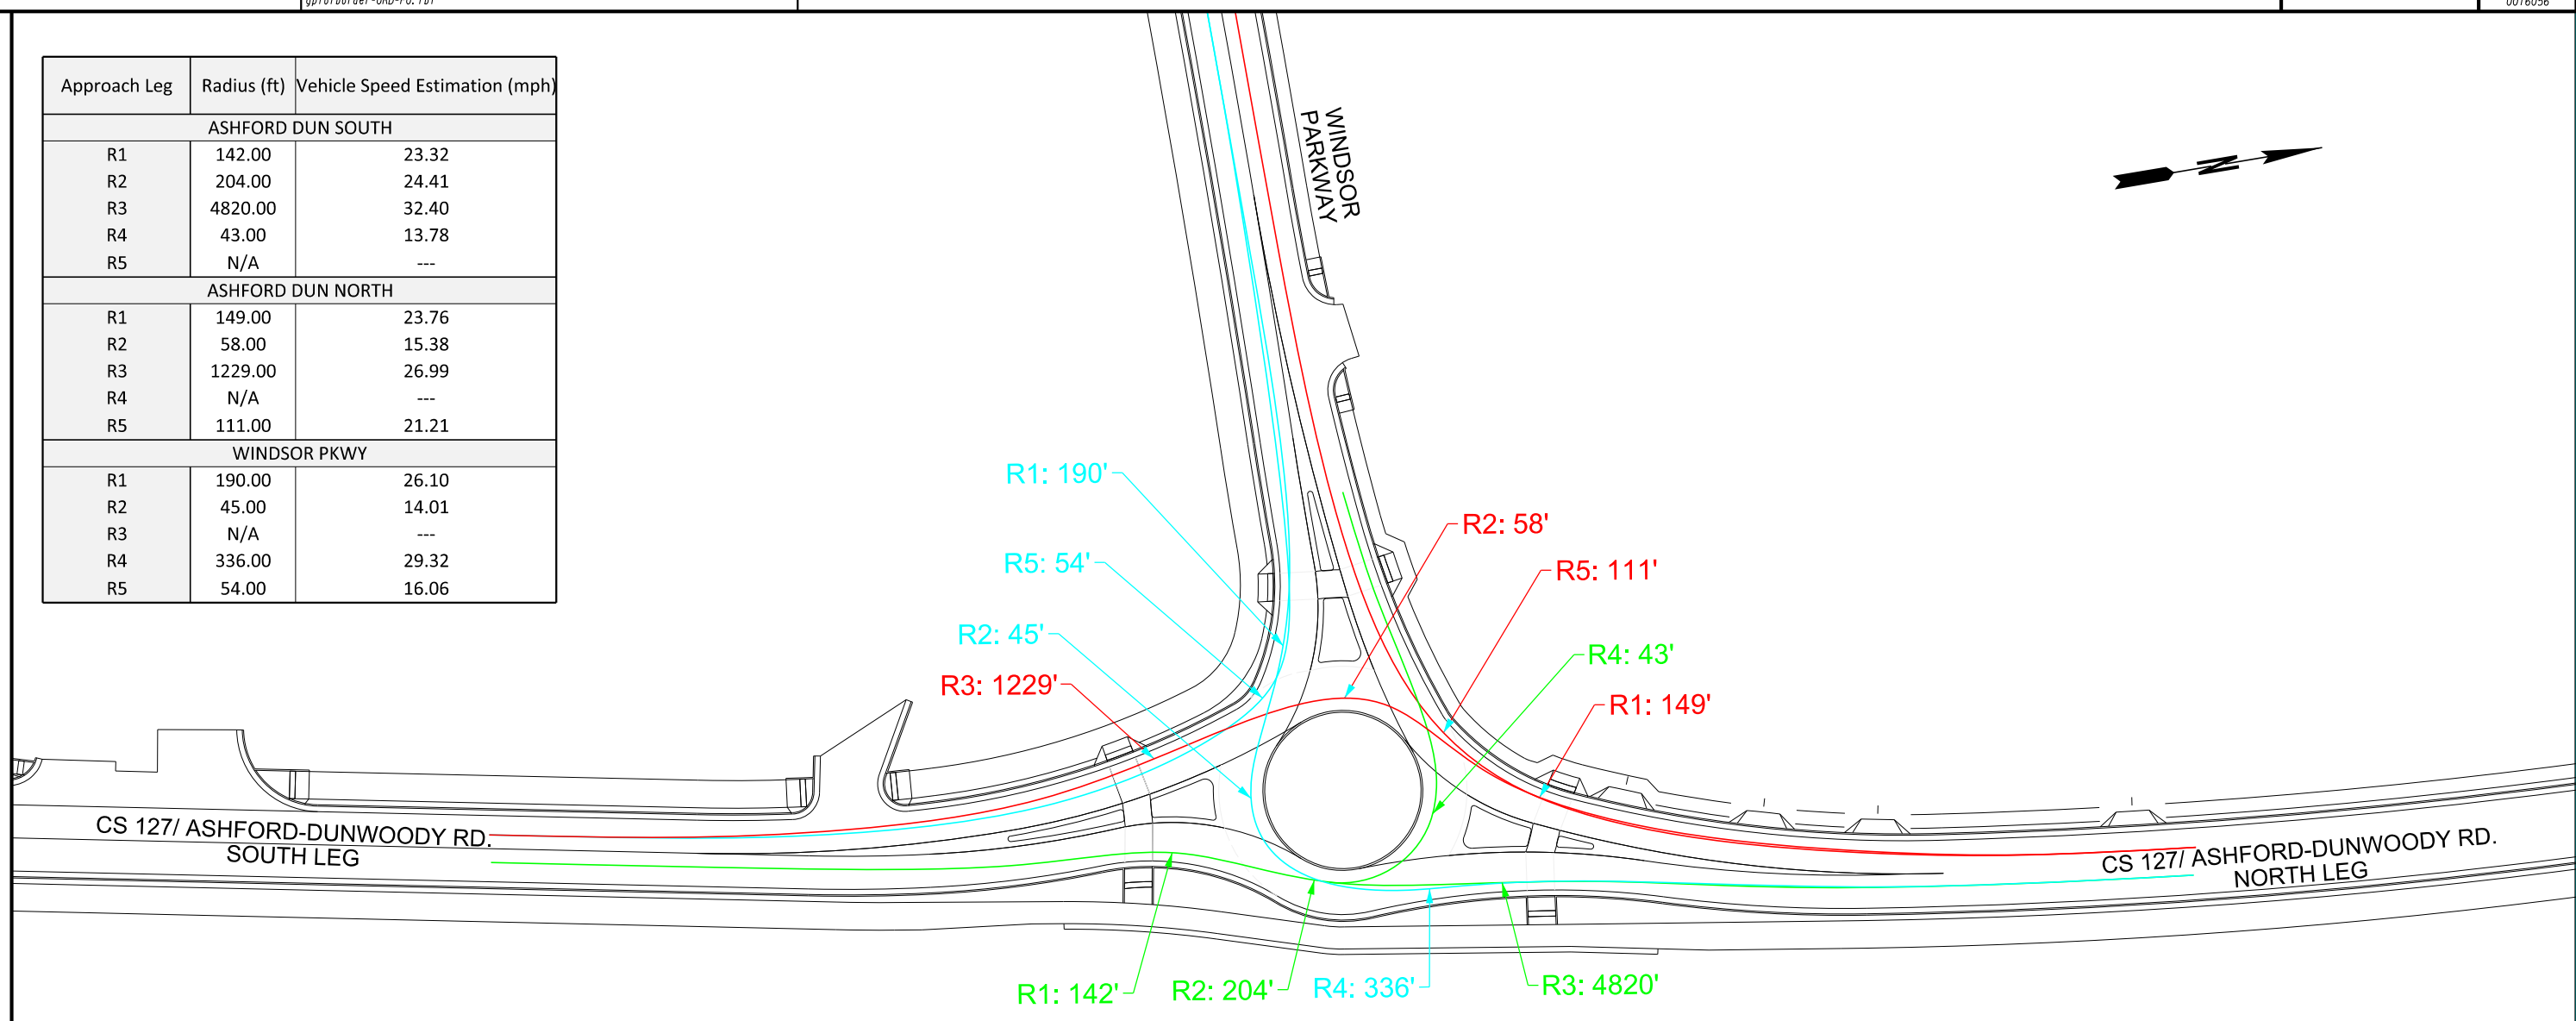 0016056
Approach Leg Radius (ft) Vehicle Speed Estimation (mph)
ASHFORD DUN SOUTH
R1 142.00 23.32
R2 204.00 24.41
R3 4820.00 32.40
R4 43.00 13.78
R5 N/A ---
ASHFORD DUN NORTH
R1 149.00 23.76
R2 58.00 15.38
R3 1229.00 26.99
R4 N/A ---
R5 111.00 21.21
WINDSOR PKWY
R1 190.00 26.10
R2 45.00 14.01
R3 N/A ---
R4 336.00 29.32
R5 54.00 16.06
WINDSOR
PARKWAY
N
R1: 190'
R2: 58'
R5: 54'
R5: 111'
R2: 45'
R4: 43'
R3: 1229'
R1: 149'
CS 127/ ASHFORD-DUNWOODY RD.
SOUTH LEG
CS 127/ ASHFORD-DUNWOODY RD.
NORTH LEG
R1: 142'
R2: 204'
R4: 336'
R3: 4820'